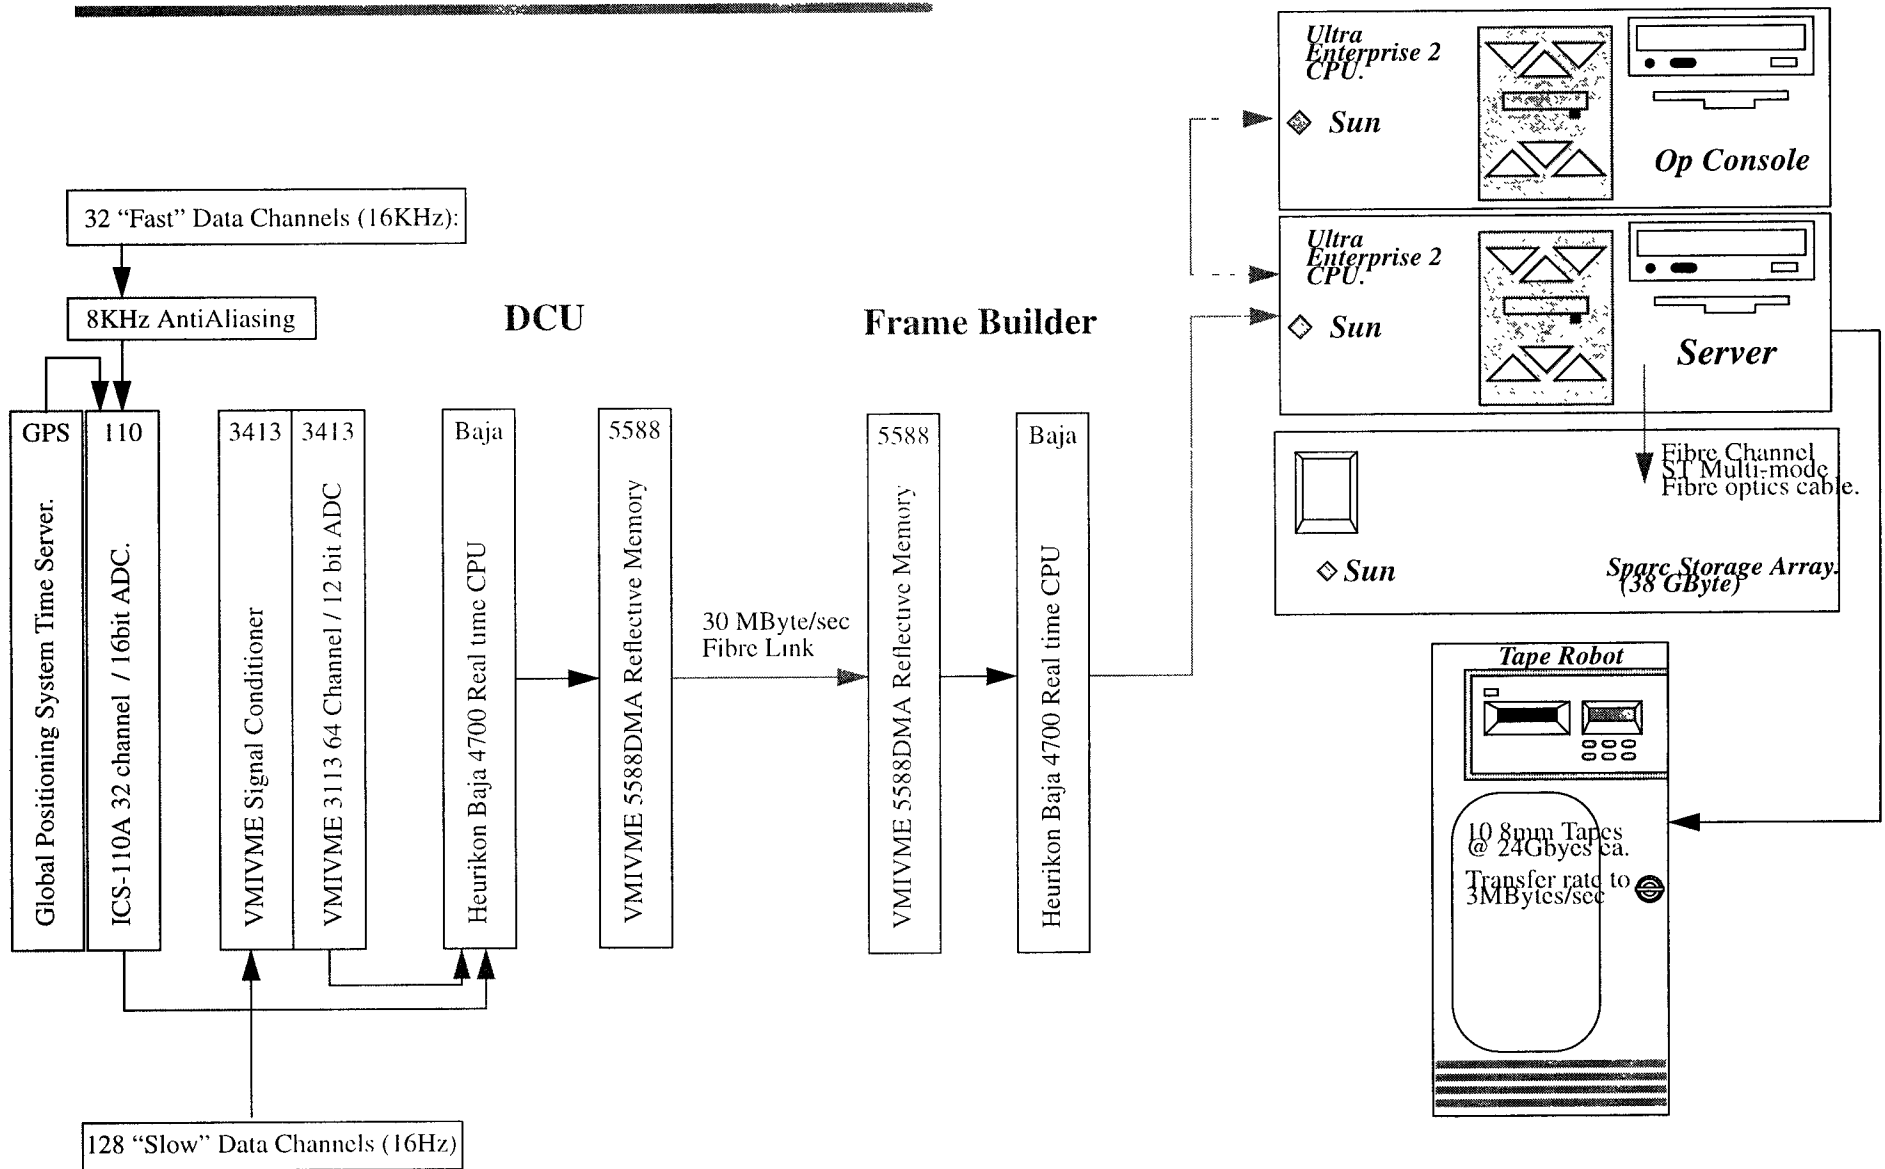 Ultra
Enterprise 2
CPU.
Sun
Op Console
32 “Fast” Data Channels (16KHz):
8KHz AntiAliasing
DCU
Frame Builder
Ultra
Enterprise 2
CPU.
Sun
Server
GPS
Global Positioning System Time Server.
110
ICS-110A 32 channel / 16bit ADC.
3413
VMIVME Signal Conditioner
3413
VMIVME 3113 64 Channel / 12 bit ADC
Baja
Heurikon Baja 4700 Real time CPU
5588
VMIVME 5588DMA Reflective Memory
30 MByte/sec
Fibre Link
5588
VMIVME 5588DMA Reflective Memory
Baja
Heurikon Baja 4700 Real time CPU
Fibre Channel
ST Multi-mode
Fibre optics cable.
Sun
Sparc Storage Array.
(38 GByte)
Tape Robot
10 8mm Tapes
@ 24Gbyes ea.
Transfer rate to
3MBytes/sec
128 “Slow” Data Channels (16Hz)